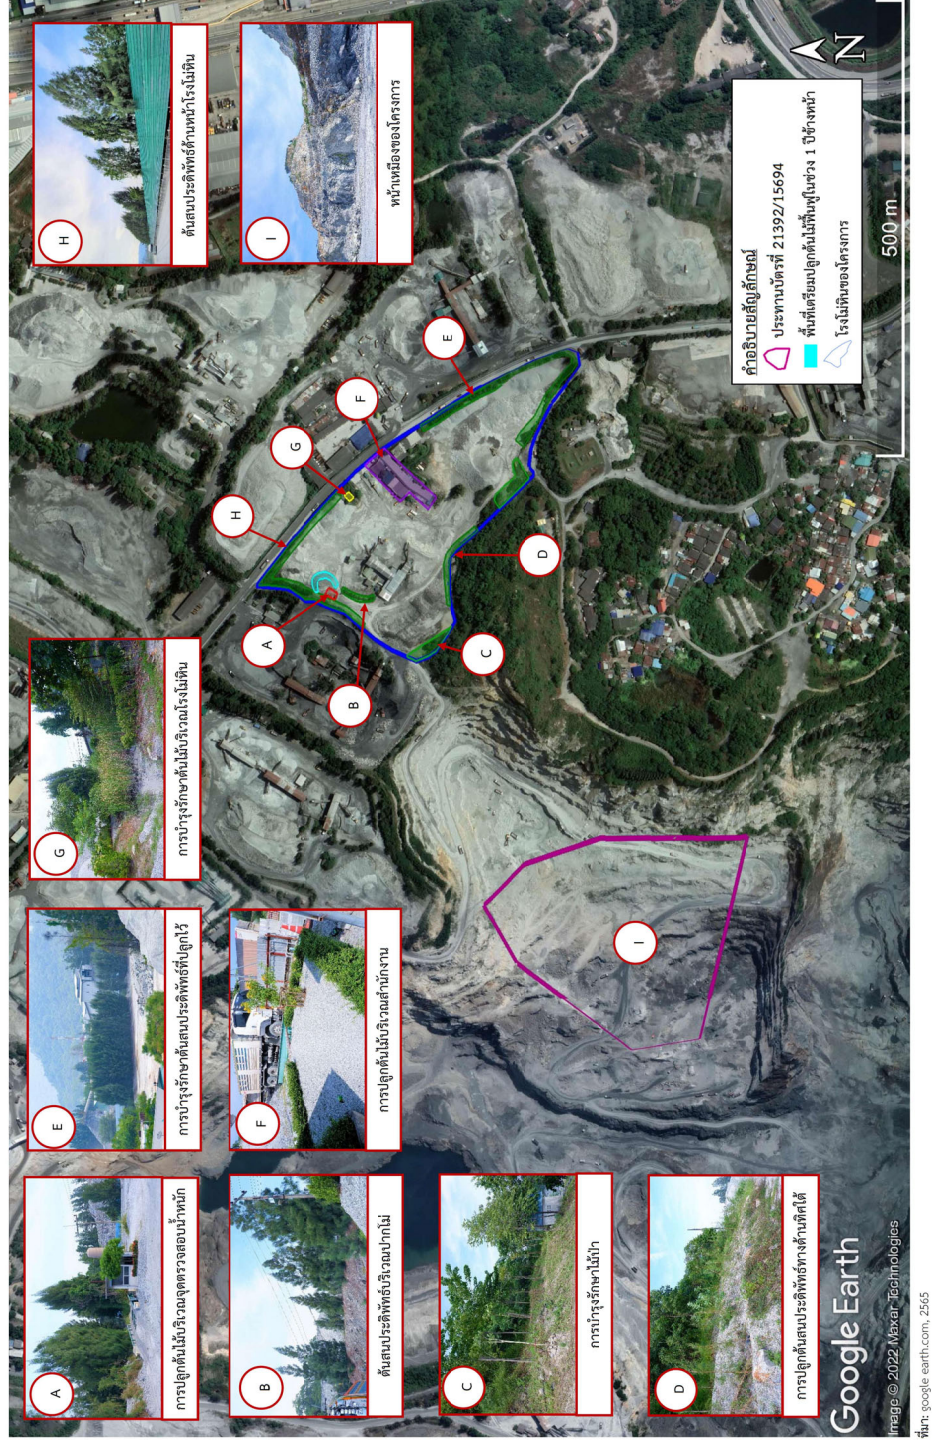 A
การปลูกต้นไม้บริเวณจุดตรวจสอบน้ำหนัก
E
การบำรุงรักษาต้นสนประดิพัทธ์ที่ปลูกไว้
G
การบำรุงรักษาต้นไม้บริเวณโรงโม่หิน
H
ต้นสนประดิพัทธ์ด้านหน้าโรงโม่หิน
B
ต้นสนประดิพัทธ์บริเวณปากโม่
F
การปลูกต้นไม้บริเวณสำนักงาน
I
หน้าเหมืองของโครงการ
C
การบำรุงรักษาไม้ป่า
D
การปลูกต้นสนประดิพัทธ์ทางด้านทิศใต้
A
B
C
D
E
F
G
H
I
N
คำอธิบายสัญลักษณ์
ประทานบัตรที่ 21392/15694
พื้นที่เตรียมปลูกต้นไม้ฟื้นฟูในช่วง 1 ปีข้างหน้า
โรงโม่หินของโครงการ
500 m
Google Earth
Image © 2022 Maxar Technologies
ที่มา: google earth.com, 2565